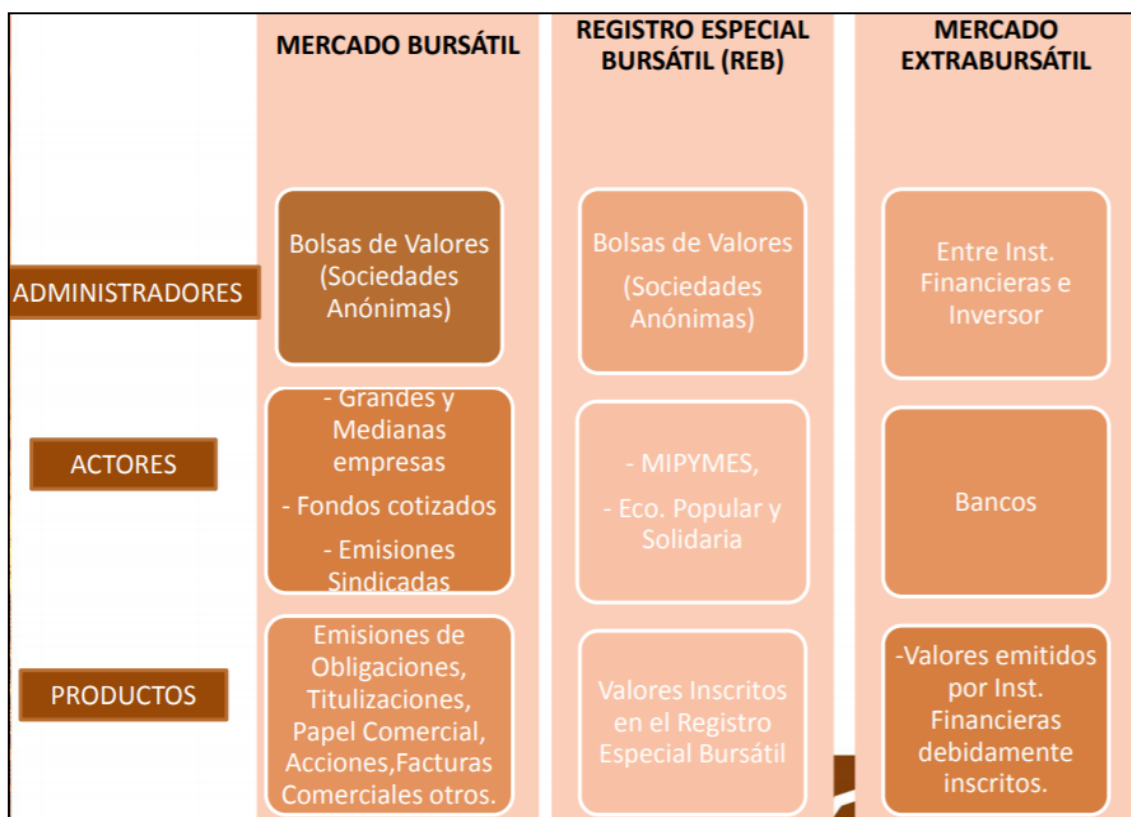 MERCADO BURSÁTIL
REGISTRO ESPECIAL
BURSÁTIL (REB)
MERCADO
EXTRABURSÁTIL
ADMINISTRADORES
Bolsas de Valores
(Sociedades
Anónimas)
Bolsas de Valores
(Sociedades
Anónimas)
Entre Inst.
Financieras e
Inversor
ACTORES
- Grandes y
Medianas
empresas
- Fondos cotizados
- Emisiones
Sindicadas
- MIPYMES,
- Eco. Popular y
Solidaria
Bancos
PRODUCTOS
Emisiones de
Obligaciones,
Titulizaciones,
Papel Comercial,
Acciones,Facturas
Comerciales otros.
Valores Inscritos
en el Registro
Especial Bursátil
-Valores emitidos
por Inst.
Financieras
debidamente
inscritos.